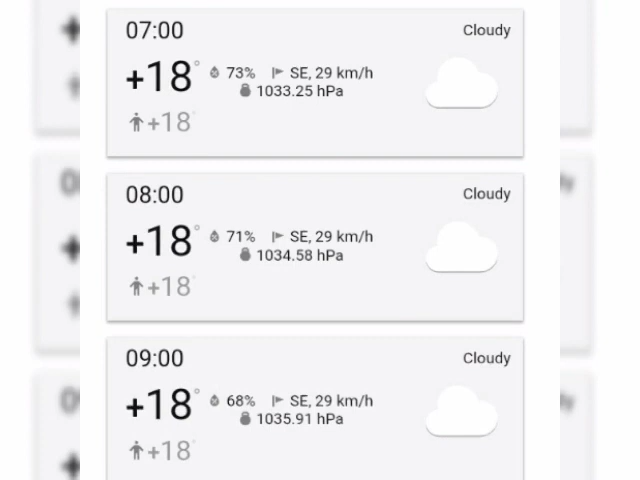 07:00 Cloudy
+18° 73% SE, 29 km/h
1033.25 hPa
+18°
08:00 Cloudy
+18° 71% SE, 29 km/h
1034.58 hPa
+18°
09:00 Cloudy
+18° 68% SE, 29 km/h
1035.91 hPa
+18°